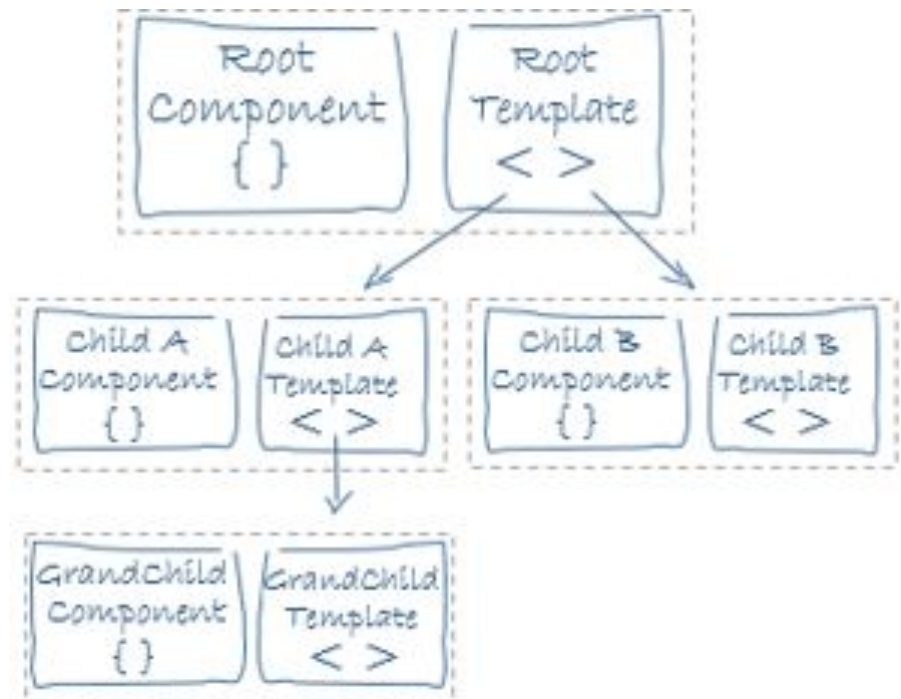 Root
Component
{ }
Root
Template
< >
Child A
Component
{ }
Child A
Template
< >
Child B
Component
{ }
Child B
Template
< >
GrandChild
Component
{ }
GrandChild
Template
< >